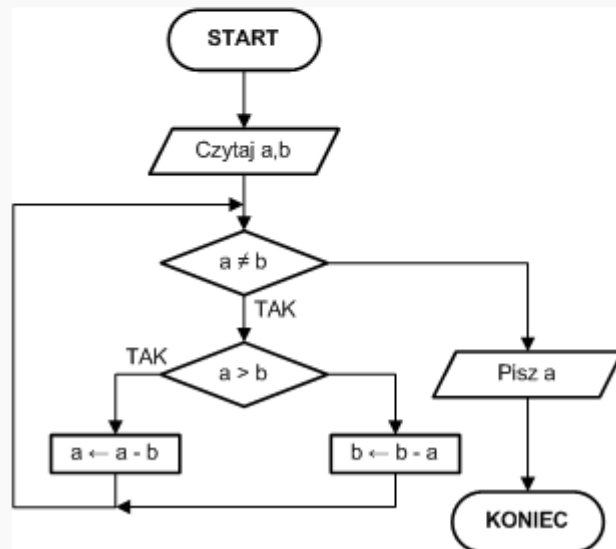 START
Czytaj a,b
a ≠ b
TAK
TAK
a > b
Pisz a
a ← a - b
b ← b - a
KONIEC